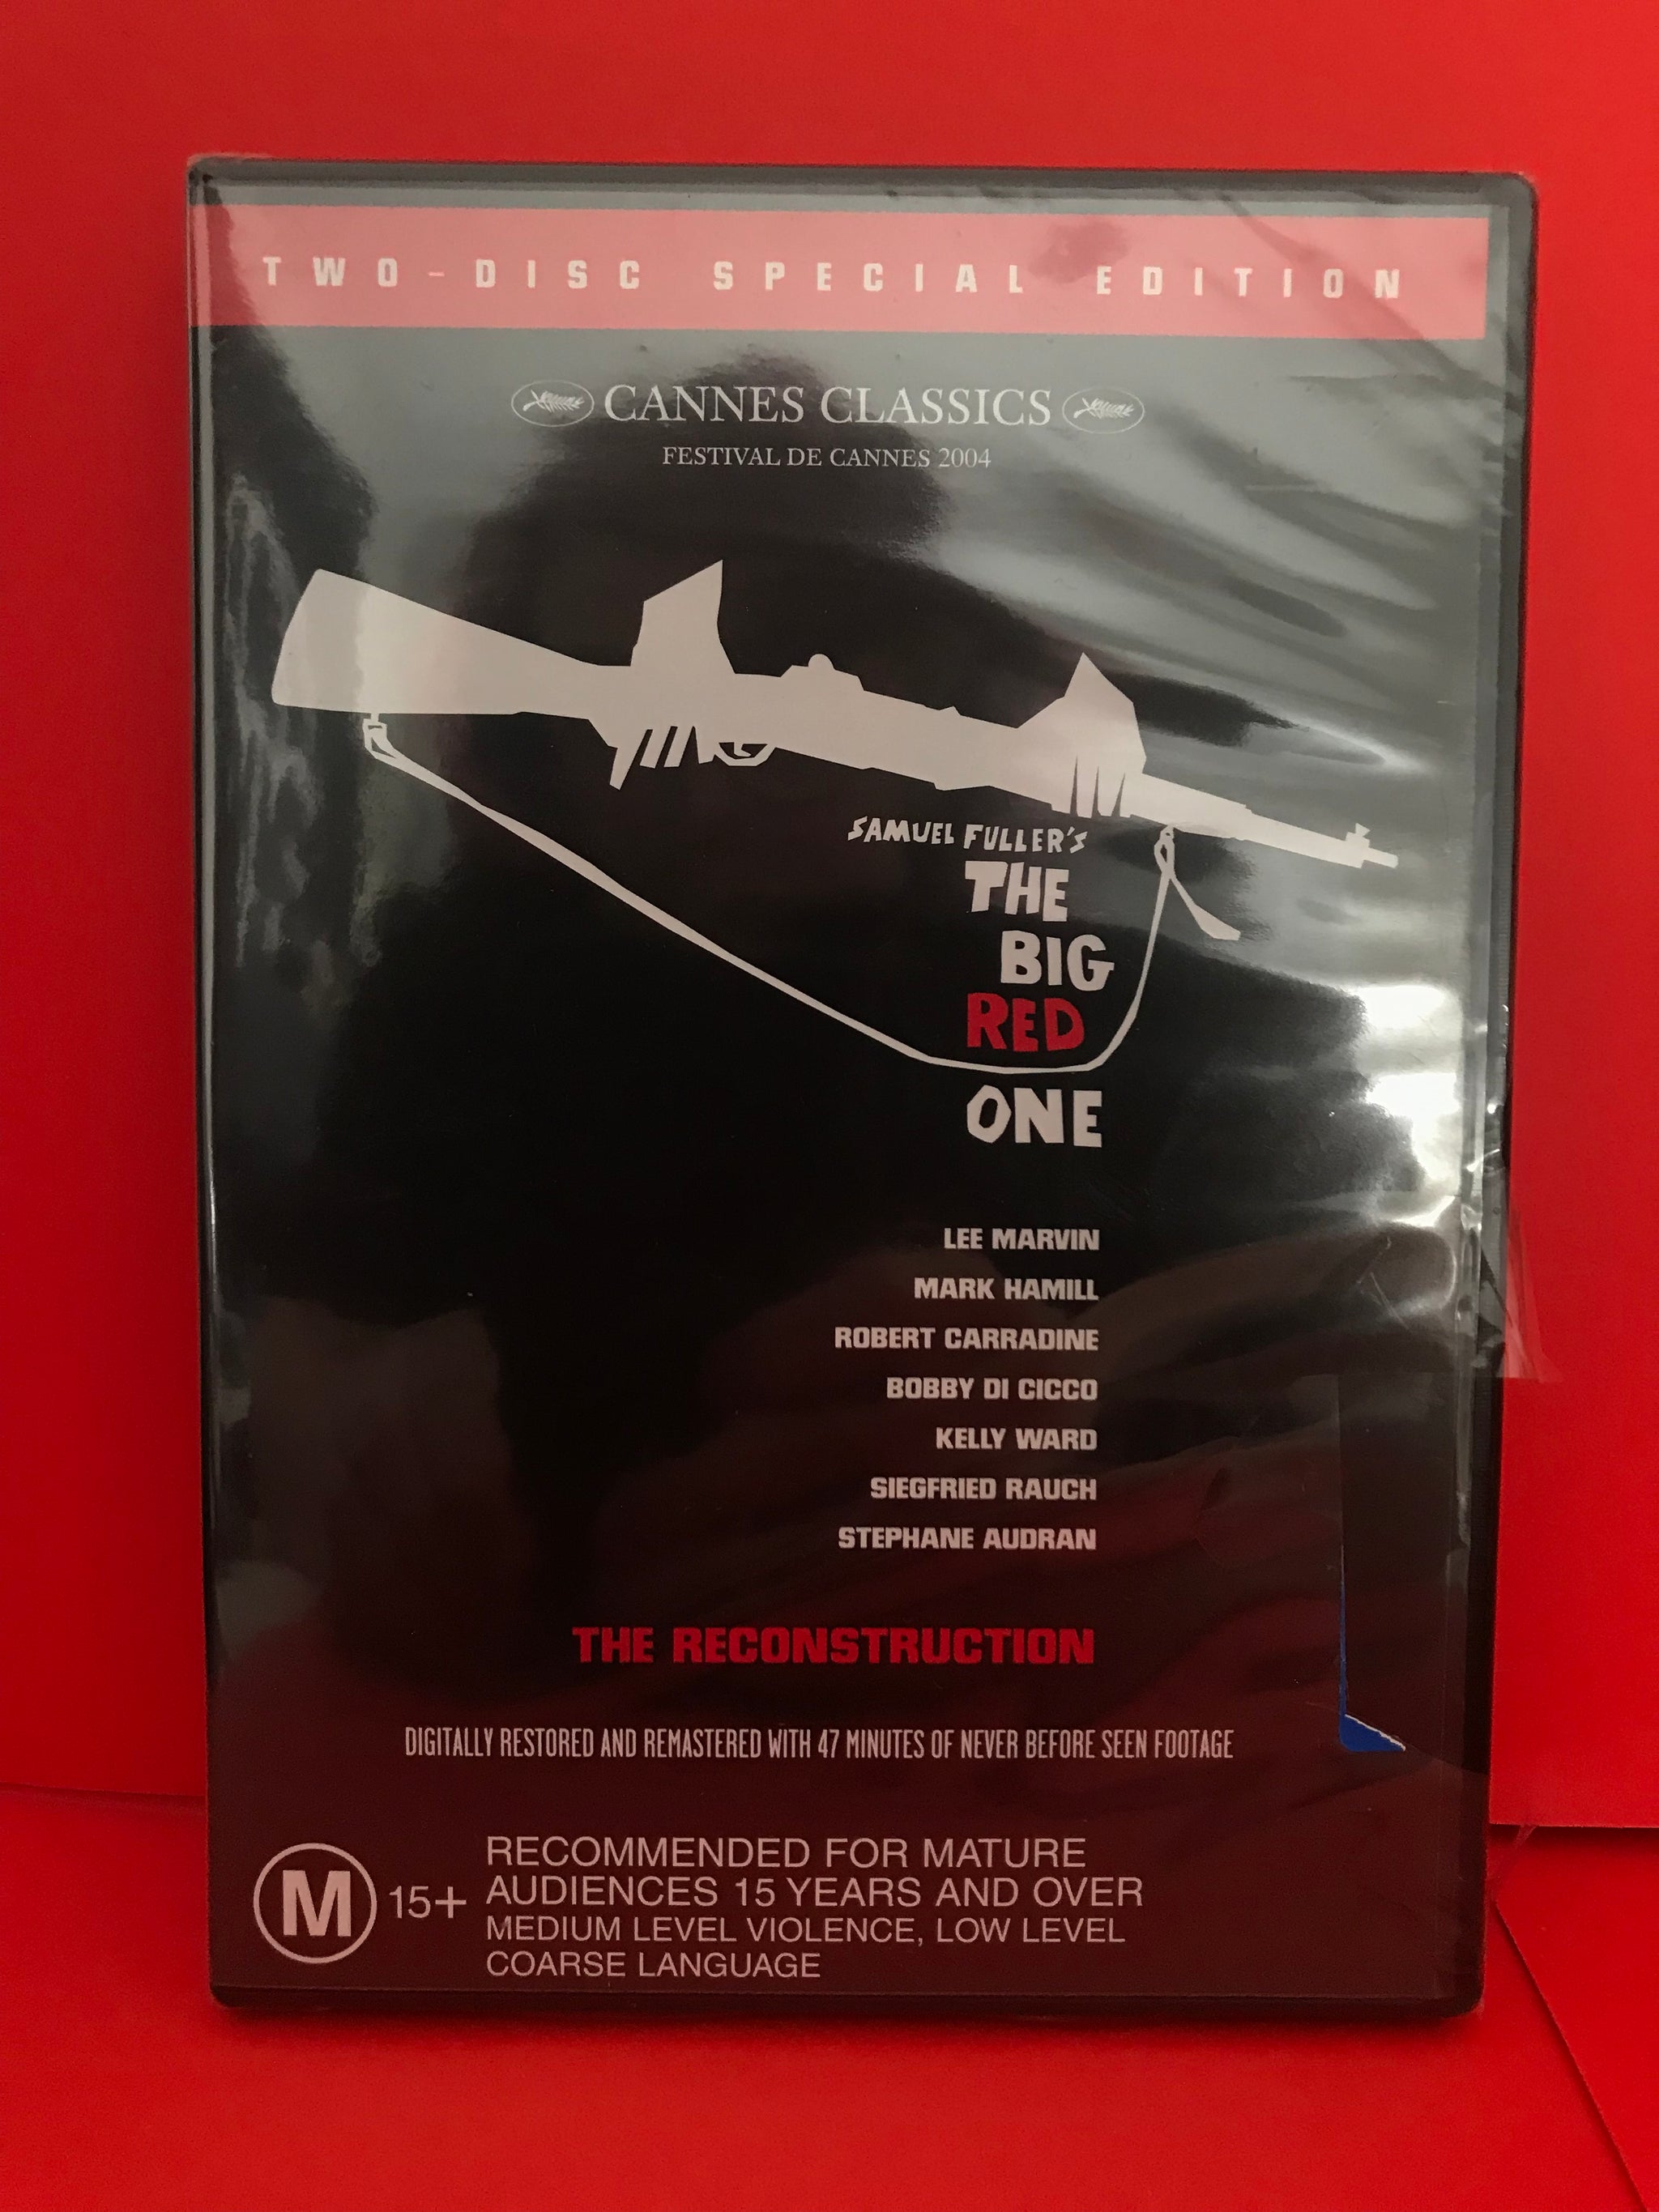 TWO-DISC SPECIAL EDITION
CANNES CLASSICS
FESTIVAL DE CANNES 2004
SAMUEL FULLER'S
THE
BIG
RED
ONE
LEE MARVIN
MARK HAMILL
ROBERT CARRADINE
BOBBY DI CICCO
KELLY WARD
SIEGFRIED RAUCH
STEPHANE AUDRAN
THE RECONSTRUCTION
DIGITALLY RESTORED AND REMASTERED WITH 47 MINUTES OF NEVER BEFORE SEEN FOOTAGE
M 15+
RECOMMENDED FOR MATURE
AUDIENCES 15 YEARS AND OVER
MEDIUM LEVEL VIOLENCE, LOW LEVEL
COARSE LANGUAGE